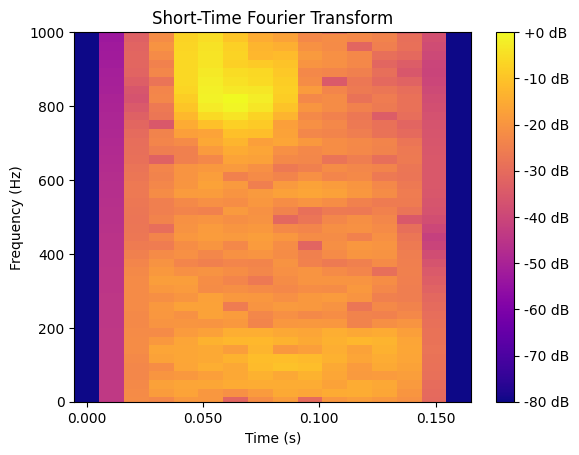 Short-Time Fourier Transform
1000
800
600
400
200
0
Frequency (Hz)
0.000
0.050
0.100
0.150
Time (s)
+0 dB
-10 dB
-20 dB
-30 dB
-40 dB
-50 dB
-60 dB
-70 dB
-80 dB